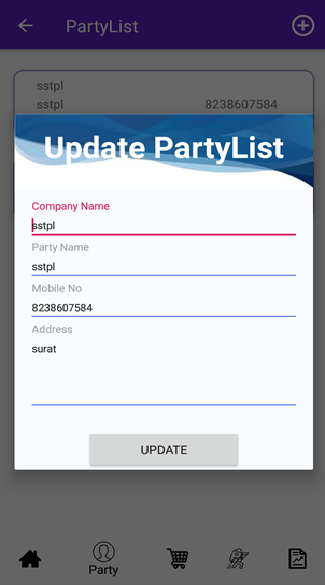 PartyList
sstpl
sstpl 8238607584
Update PartyList
Company Name
sstpl
Party Name
sstpl
Mobile No
8238607584
Address
surat
UPDATE
Party